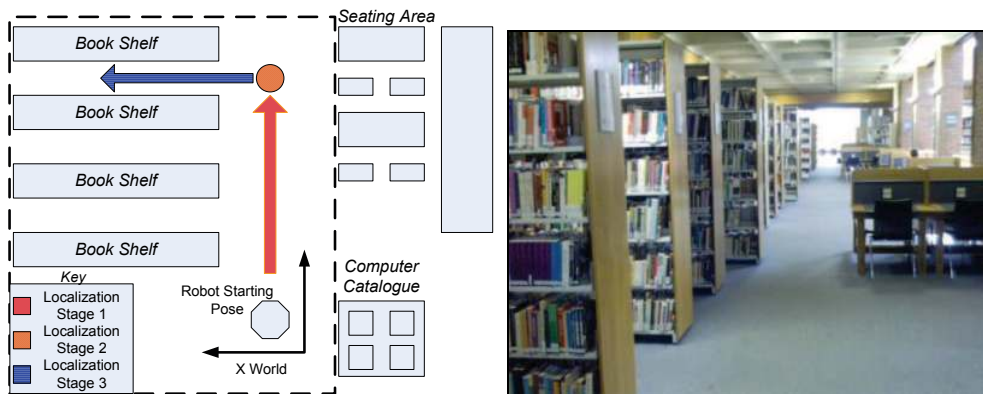 Seating Area
Book Shelf
Book Shelf
Book Shelf
Book Shelf
Key
Localization
Stage 1
Localization
Stage 2
Localization
Stage 3
Robot Starting
Pose
X World
Computer
Catalogue